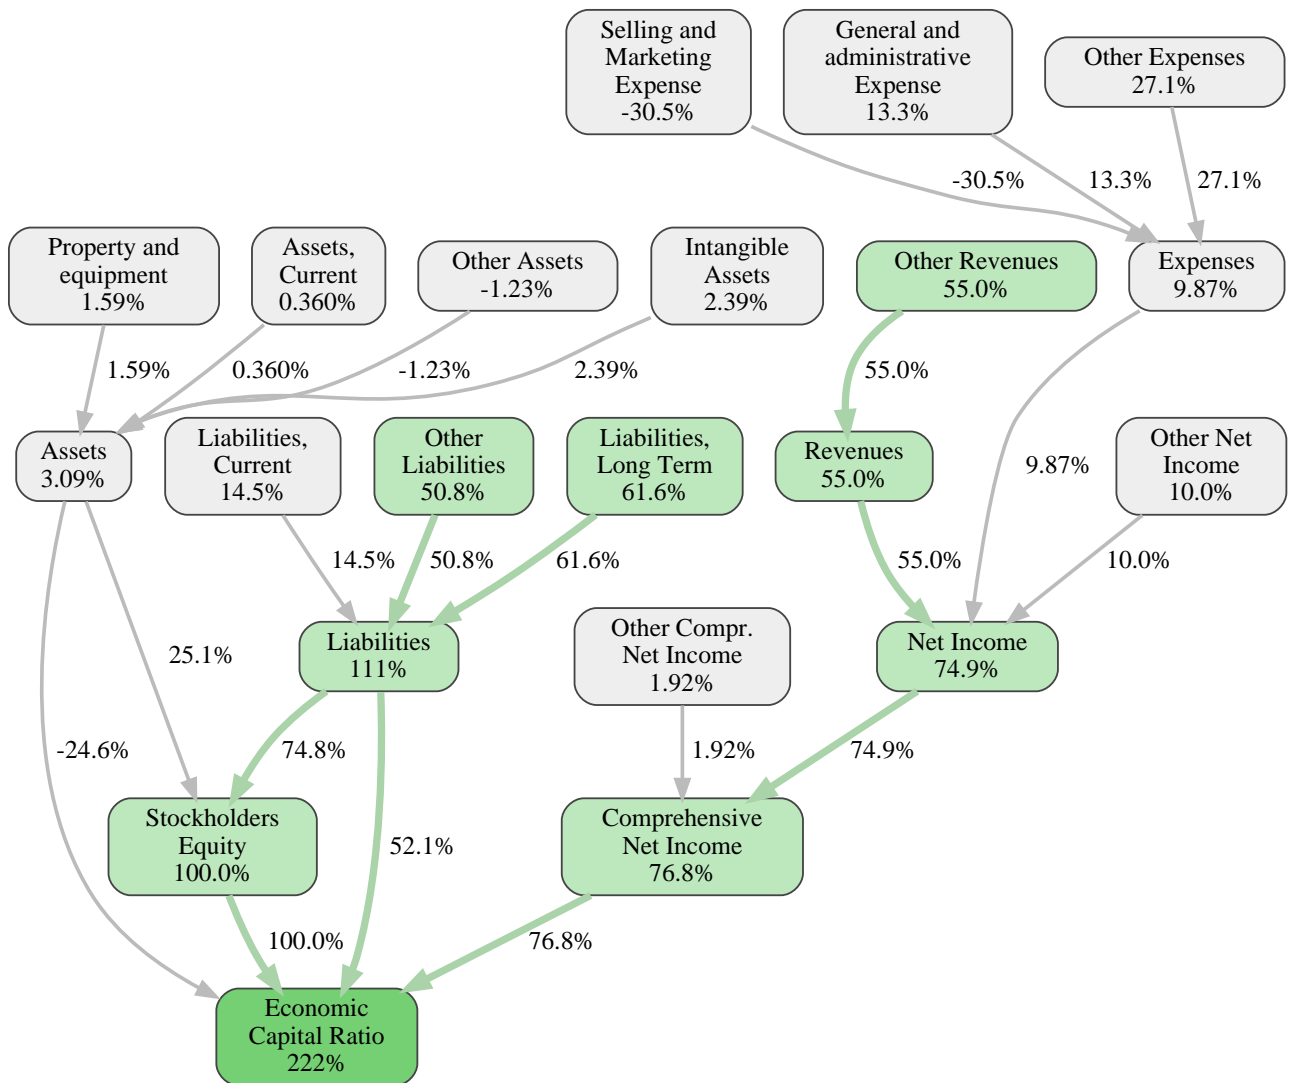 Selling and
Marketing
Expense
-30.5%
General and
administrative
Expense
13.3%
Other Expenses
27.1%
-30.5%
13.3%
27.1%
Property and
equipment
1.59%
Assets,
Current
0.360%
Other Assets
-1.23%
Intangible
Assets
2.39%
Other Revenues
55.0%
Expenses
9.87%
1.59%
0.360%
-1.23%
2.39%
55.0%
Assets
3.09%
Liabilities,
Current
14.5%
Other
Liabilities
50.8%
Liabilities,
Long Term
61.6%
Revenues
55.0%
9.87%
Other Net
Income
10.0%
14.5%
50.8%
61.6%
55.0%
10.0%
25.1%
Liabilities
111%
Other Compr.
Net Income
1.92%
Net Income
74.9%
-24.6%
74.8%
1.92%
74.9%
Stockholders
Equity
100.0%
52.1%
Comprehensive
Net Income
76.8%
100.0%
76.8%
Economic
Capital Ratio
222%